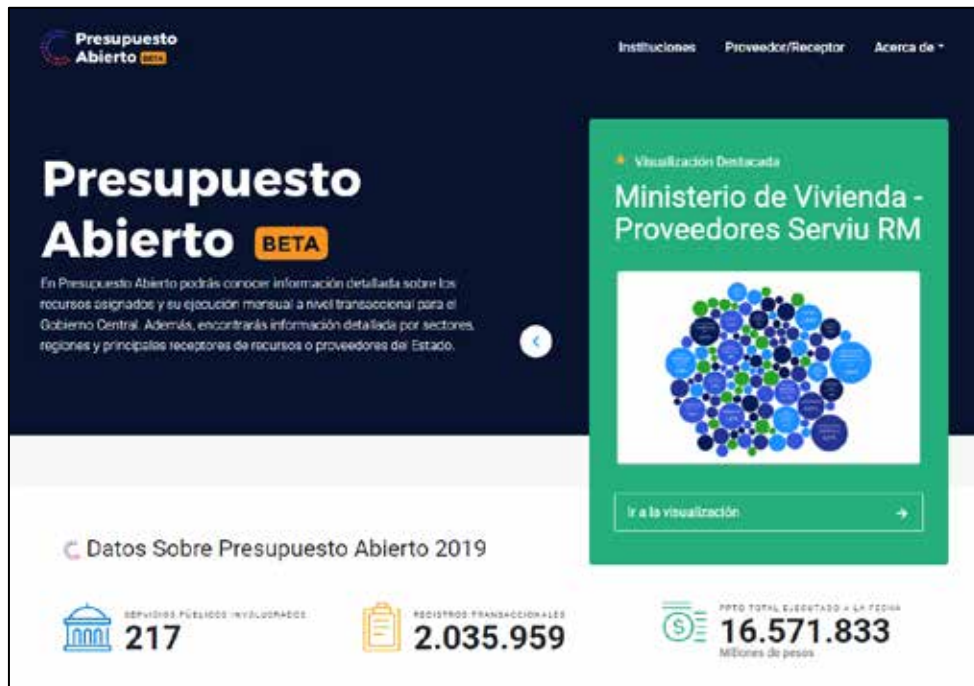 Presupuesto
Abierto BETA
Instituciones Proveedor/Receptor Acerca de
Presupuesto
Abierto BETA
En Presupuesto Abierto podrás conocer información detallada sobre los
recursos asignados y su ejecución mensual a nivel transaccional para el
Gobierno Central. Además, encontrarás información detallada por sectores,
regiones y principales receptores de recursos o proveedores del Estado.
Visualización Destacada
Ministerio de Vivienda -
Proveedores Serviu RM
Ir a la visualización
Datos Sobre Presupuesto Abierto 2019
SERVICIOS PÚBLICOS INVOLUCRADOS
217
REGISTROS TRANSACCIONALES
2.035.959
PPTO TOTAL EJECUTADO A LA FECHA
16.571.833
Millones de pesos